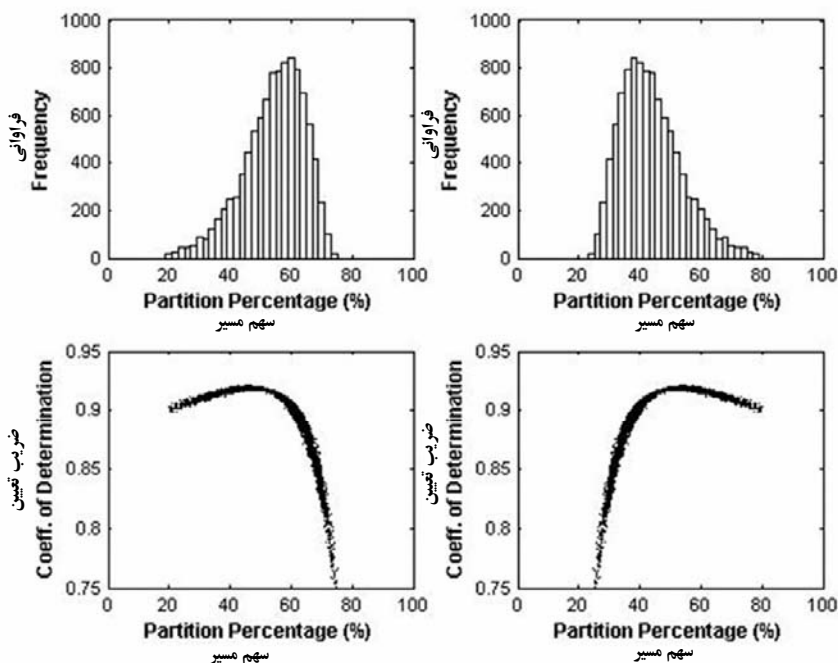 1000
800
600
400
200
0
فراوانی
Frequency
0 20 40 60 80 100
Partition Percentage (%)
سهم مسیر
1000
800
600
400
200
0
فراوانی
Frequency
0 20 40 60 80 100
Partition Percentage (%)
سهم مسیر
0.95
0.9
0.85
0.8
0.75
ضریب تعیین
Coeff. of Determination
0 20 40 60 80 100
Partition Percentage (%)
سهم مسیر
0.95
0.9
0.85
0.8
0.75
ضریب تعیین
Coeff. of Determination
0 20 40 60 80 100
Partition Percentage (%)
سهم مسیر